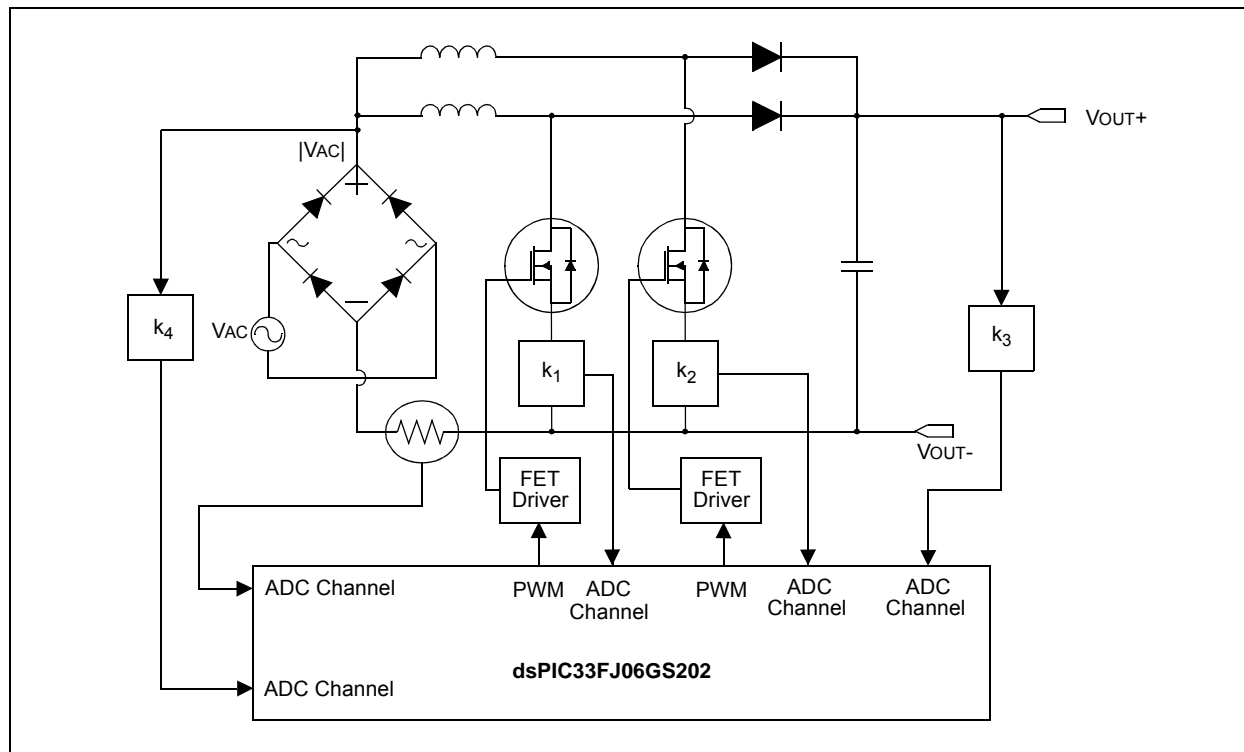 VOUT+
|VAC|
k4
VAC
k1
k2
k3
VOUT-
FET
Driver
FET
Driver
ADC Channel
PWM
ADC
Channel
PWM
ADC
Channel
ADC
Channel
dsPIC33FJ06GS202
ADC Channel